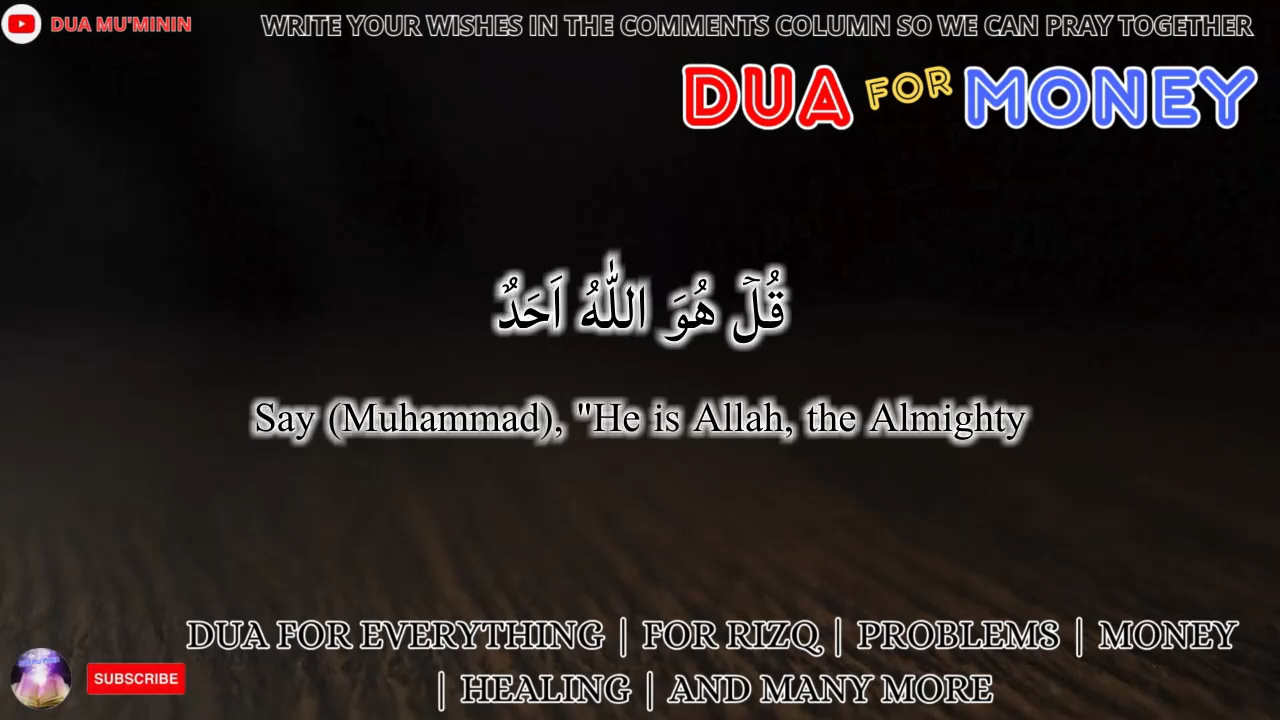 DUA MU'MININ
WRITE YOUR WISHES IN THE COMMENTS COLUMN SO WE CAN PRAY TOGETHER
DUA FOR MONEY
قُلْ هُوَ اللّٰهُ اَحَدٌ
Say (Muhammad), "He is Allah, the Almighty
DUA FOR EVERYTHING | FOR RIZQ | PROBLEMS | MONEY
| HEALING | AND MANY MORE
SUBSCRIBE